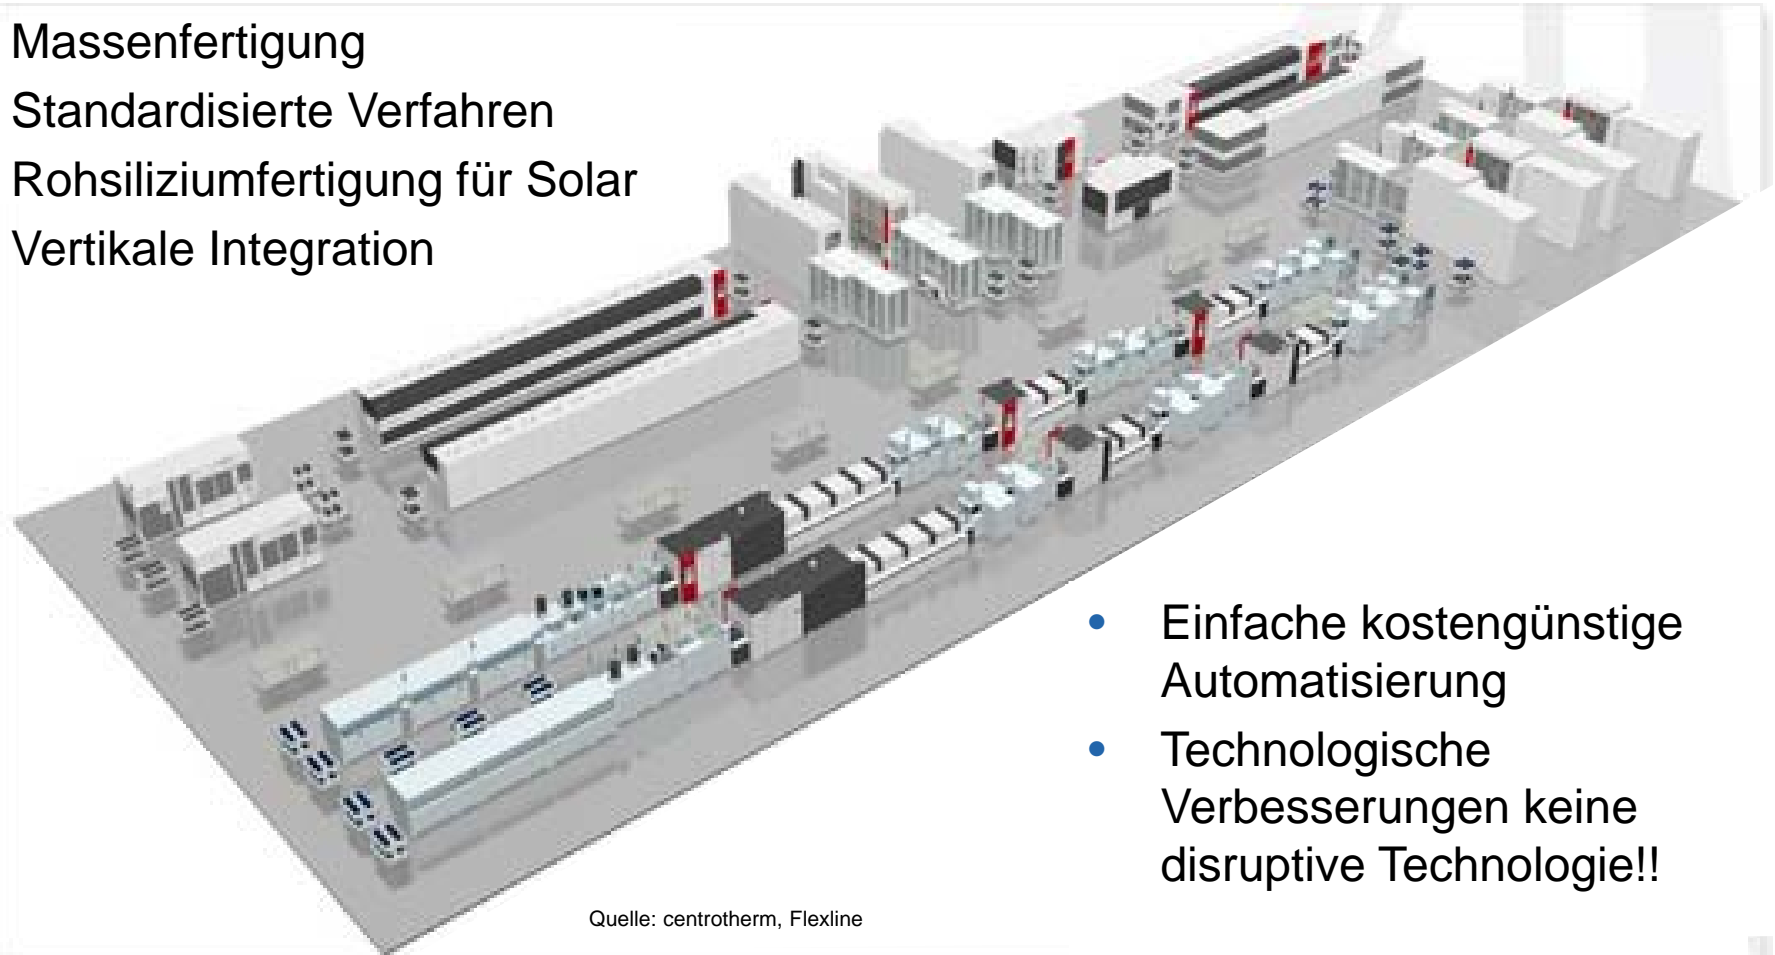 Massenfertigung
Standardisierte Verfahren
Rohsiliziumfertigung für Solar
Vertikale Integration
• Einfache kostengünstige
Automatisierung
• Technologische
Verbesserungen keine
disruptive Technologie!!
Quelle: centrotherm, Flexline